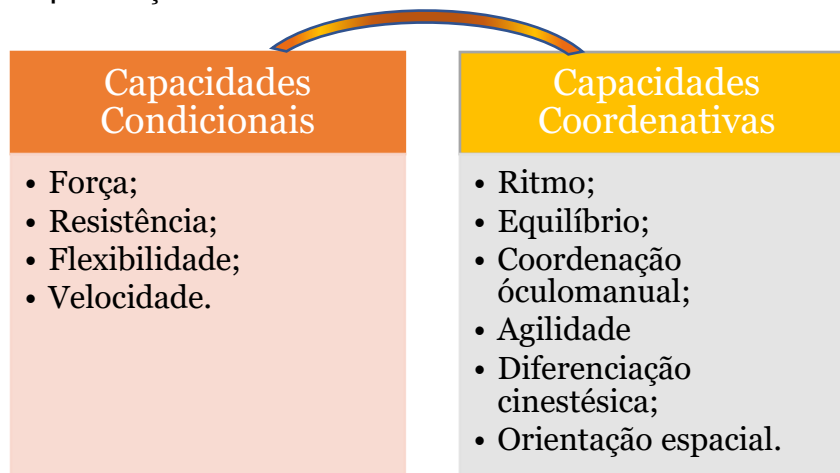 Capacidades
Condicionais
• Força;
• Resistência;
• Flexibilidade;
• Velocidade.
Capacidades
Coordenativas
• Ritmo;
• Equilíbrio;
• Coordenação
óculomanual;
• Agilidade
• Diferenciação
cinestésica;
• Orientação espacial.